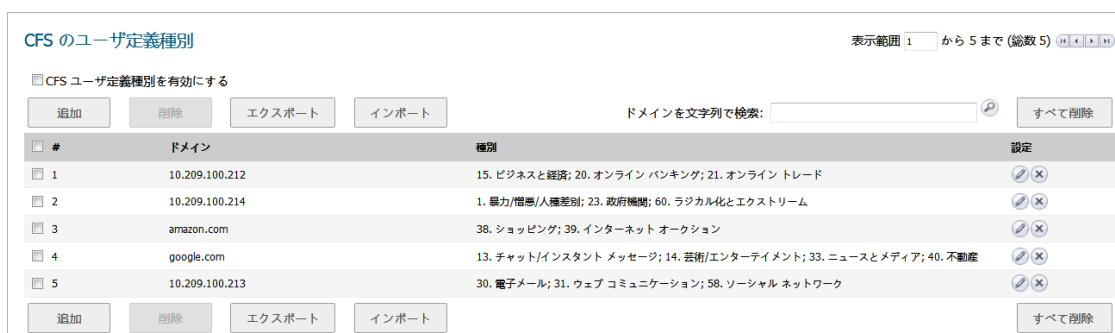 CFS のユーザ定義種別
表示範囲 1 から 5 まで (総数 5)
CFS ユーザ定義種別を有効にする
追加 削除 エクスポート インポート ドメインを文字列で検索: すべて削除
# ドメイン 種別 設定
1 10.209.100.212 15. ビジネスと経済; 20. オンライン バンキング; 21. オンライン トレード
2 10.209.100.214 1. 暴力/憎悪/人種差別; 23. 政府機関; 60. ラジカル化とエクストリーム
3 amazon.com 38. ショッピング; 39. インターネット オークション
4 google.com 13. チャット/インスタント メッセージ; 14. 芸術/エンターテイメント; 33. ニュースとメディア; 40. 不動産
5 10.209.100.213 30. 電子メール; 31. ウェブ コミュニケーション; 58. ソーシャル ネットワーク
追加 削除 エクスポート インポート すべて削除